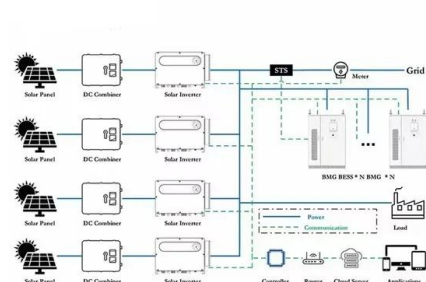 STS
Meter
Grid
Solar Panel DC Combiner Solar Inverter
Solar Panel DC Combiner Solar Inverter
BMG BESS * N BMG * N
Solar Panel DC Combiner Solar Inverter
Power
Communication
Load
Solar Panel DC Combiner Solar Inverter
Controller Cloud Server Applications